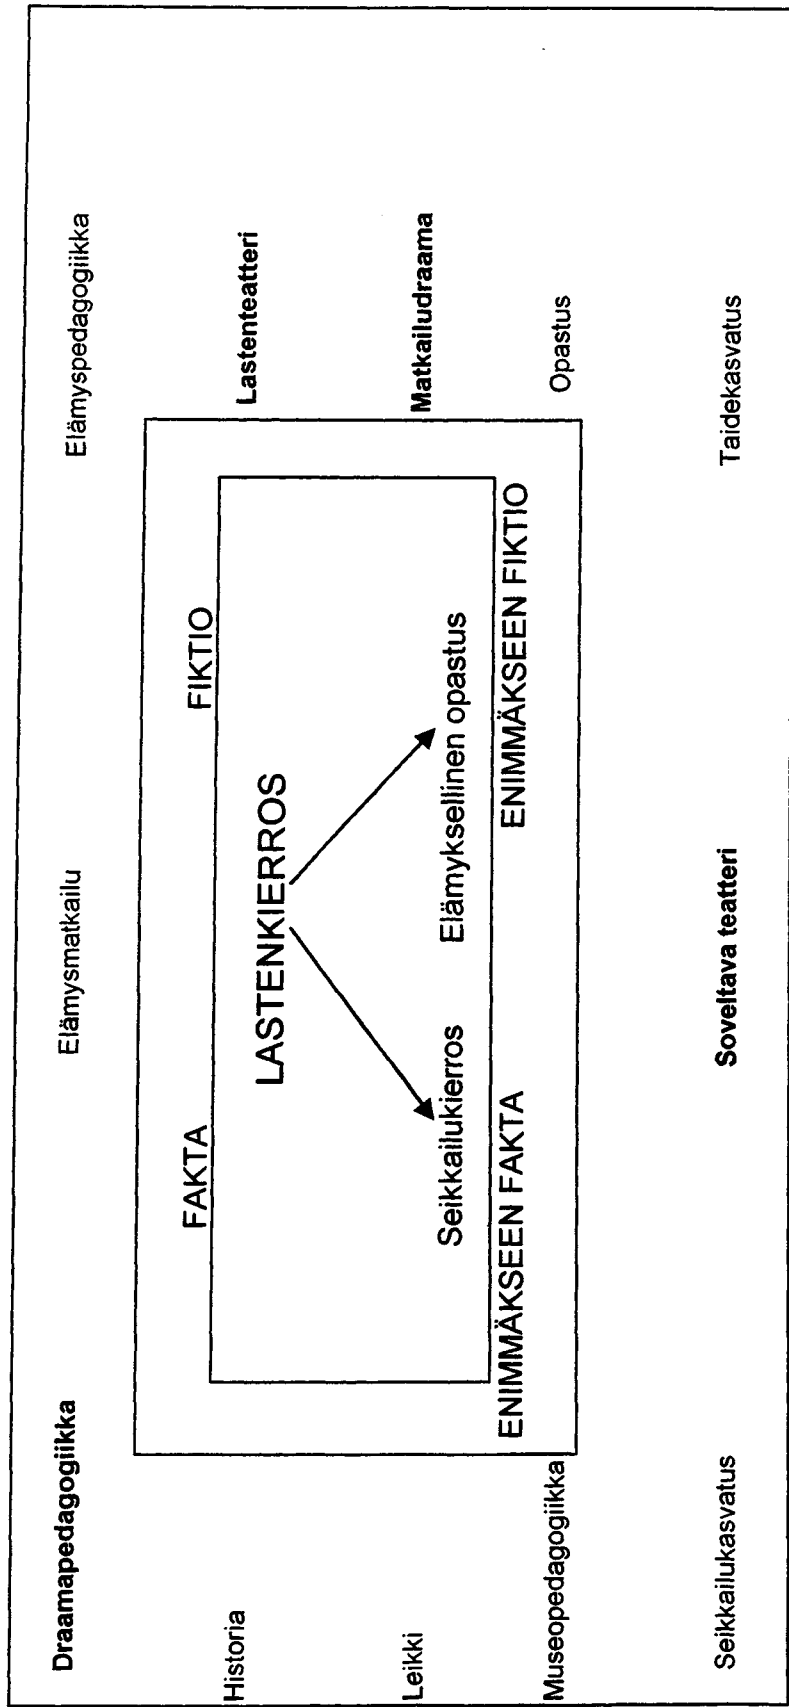 Draamapedagogiikka
Elämysmatkailu
Elämyspedagogiikka
FAKTA
FIKTIO
Historia
LASTENKIERROS
Lastenteatteri
Leikki
Seikkailukierros
Elämyksellinen opastus
Matkailudraama
ENIMMÄKSEEN FAKTA
ENIMMÄKSEEN FIKTIO
Museopedagogiikka
Opastus
Seikkailukasvatus
Soveltava teatteri
Taidekasvatus